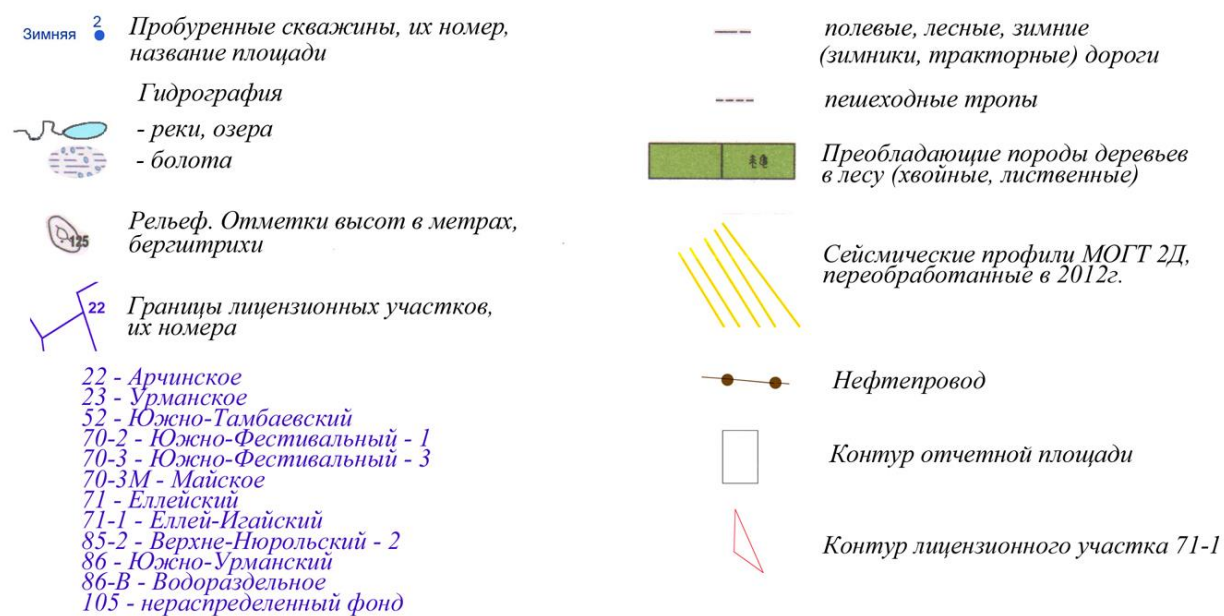 Зимняя 2 Пробуренные скважины, их номер,
название площади
Гидрография
- реки, озера
- болота
125 Рельеф. Отметки высот в метрах,
бергштрихи
22 Границы лицензионных участков,
их номера
22 - Арчинское
23 - Урманское
52 - Южно-Тамбаевский
70-2 - Южно-Фестивальный - 1
70-3 - Южно-Фестивальный - 3
70-3М - Майское
71 - Еллейский
71-1 - Еллей-Игайский
85-2 - Верхне-Нюрольский - 2
86 - Южно-Урманский
86-В - Водораздельное
105 - нераспределенный фонд
полевые, лесные, зимние
(зимники, тракторные) дороги
пешеходные тропы
Преобладающие породы деревьев
в лесу (хвойные, лиственные)
Сейсмические профили МОГТ 2Д,
переобработанные в 2012г.
Нефтепровод
Контур отчетной площади
Контур лицензионного участка 71-1